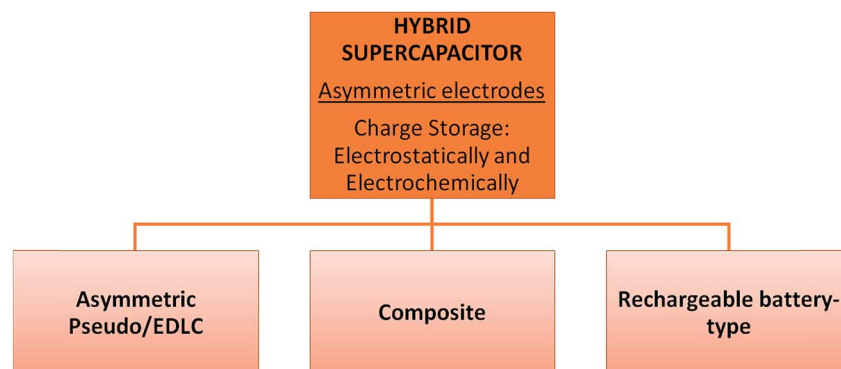 HYBRID
SUPERCAPACITOR
Asymmetric electrodes
Charge Storage:
Electrostatically and
Electrochemically
Asymmetric
Pseudo/EDLC
Composite
Rechargeable battery-
type